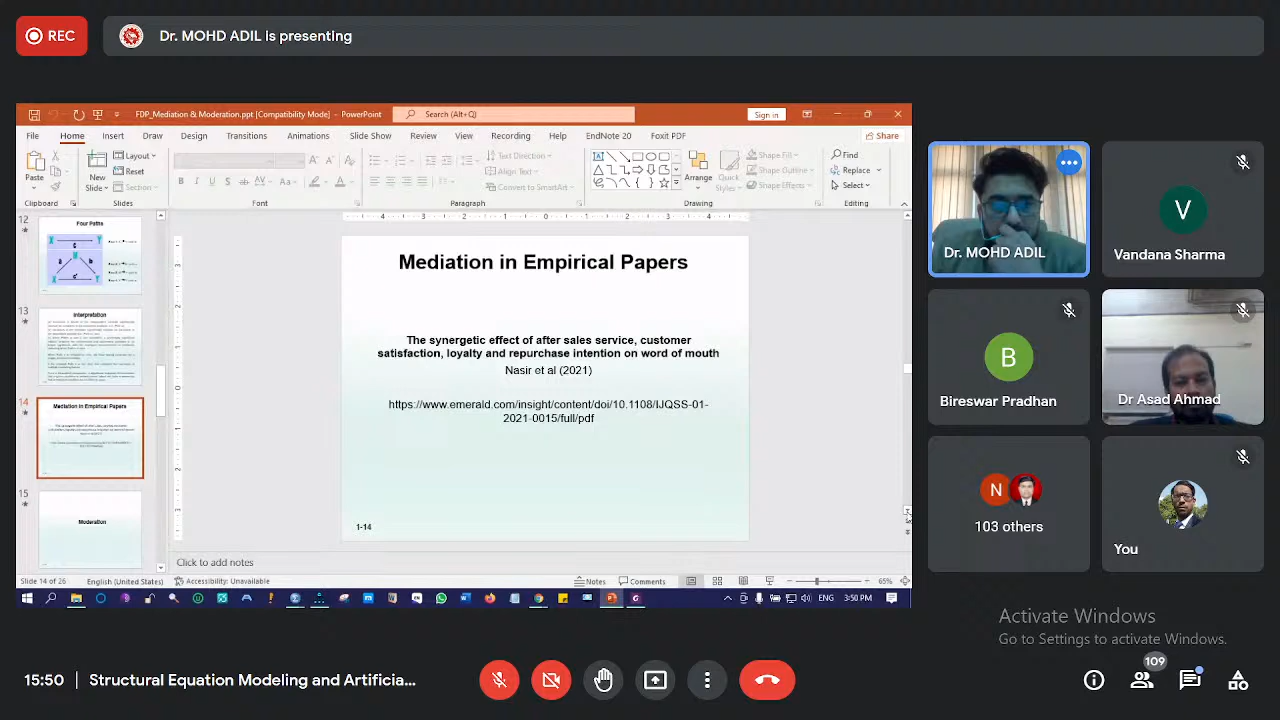 REC
Dr. MOHD ADIL is presenting
FDP_Mediation & Moderation.ppt [Compatibility Mode] – PowerPoint
Search (Alt+Q)
Sign in
File Home Insert Draw Design Transitions Animations Slide Show Review View Recording Help EndNote 20 Foxit PDF
Share
Layout
Reset
Section
Paste
New
Slide
Text Direction
Align Text
Convert to SmartArt
Arrange
Quick
Styles
Shape Fill
Shape Outline
Shape Effects
Find
Replace
Select
Clipboard Slides Font Paragraph Drawing Editing
12
Four Paths
13
Interpretation
14
Mediation in Empirical Papers
15
Moderation
Mediation in Empirical Papers
The synergetic effect of after sales service, customer
satisfaction, loyalty and repurchase intention on word of mouth
Nasir et al (2021)
https://www.emerald.com/insight/content/doi/10.1108/IJQSS-01-
2021-0015/full/pdf
1-14
Click to add notes
Slide 14 of 26 English (United States) Accessibility: Unavailable Notes Comments 65%
ENG 3:50 PM
Dr. MOHD ADIL
V
Vandana Sharma
B
Bireswar Pradhan
Dr Asad Ahmad
N
103 others
You
Activate Windows
Go to Settings to activate Windows.
15:50 | Structural Equation Modeling and Artificia...
109